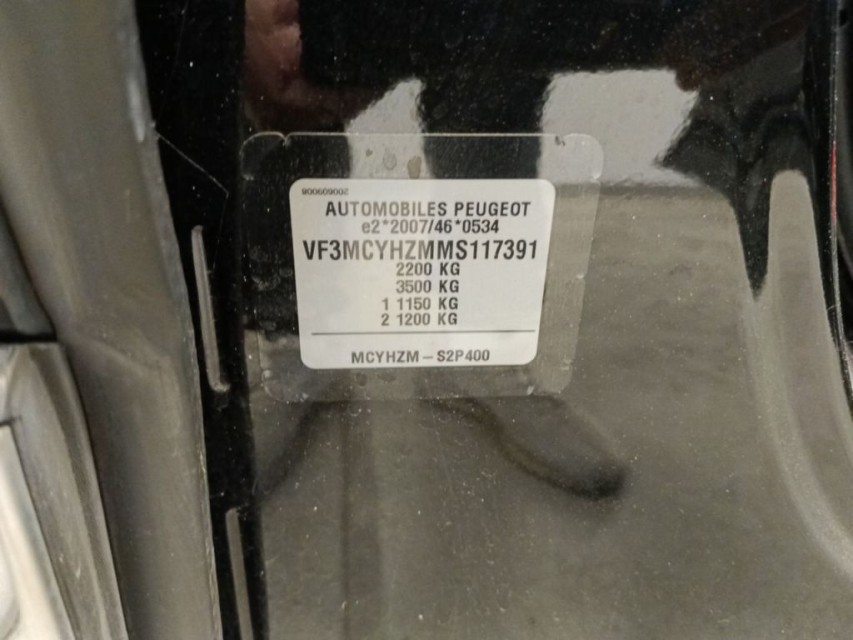 AUTOMOBILES PEUGEOT
e2*2007/46*0534
VF3MCYHZMMS117391
2200 KG
3500 KG
1 1150 KG
2 1200 KG
MCYHZM – S2P400